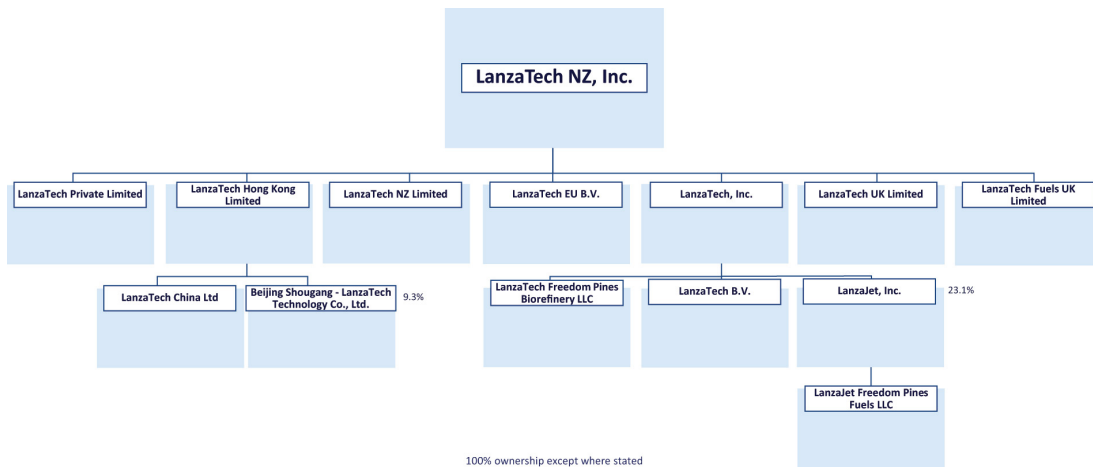 LanzaTech NZ, Inc.
LanzaTech Private Limited
LanzaTech Hong Kong
Limited
LanzaTech NZ Limited
LanzaTech EU B.V.
LanzaTech, Inc.
LanzaTech UK Limited
LanzaTech Fuels UK
Limited
LanzaTech China Ltd
Beijing Shougang - LanzaTech
Technology Co., Ltd.
9.3%
LanzaTech Freedom Pines
Biorefinery LLC
LanzaTech B.V.
LanzaJet, Inc.
23.1%
LanzaJet Freedom Pines
Fuels LLC
100% ownership except where stated